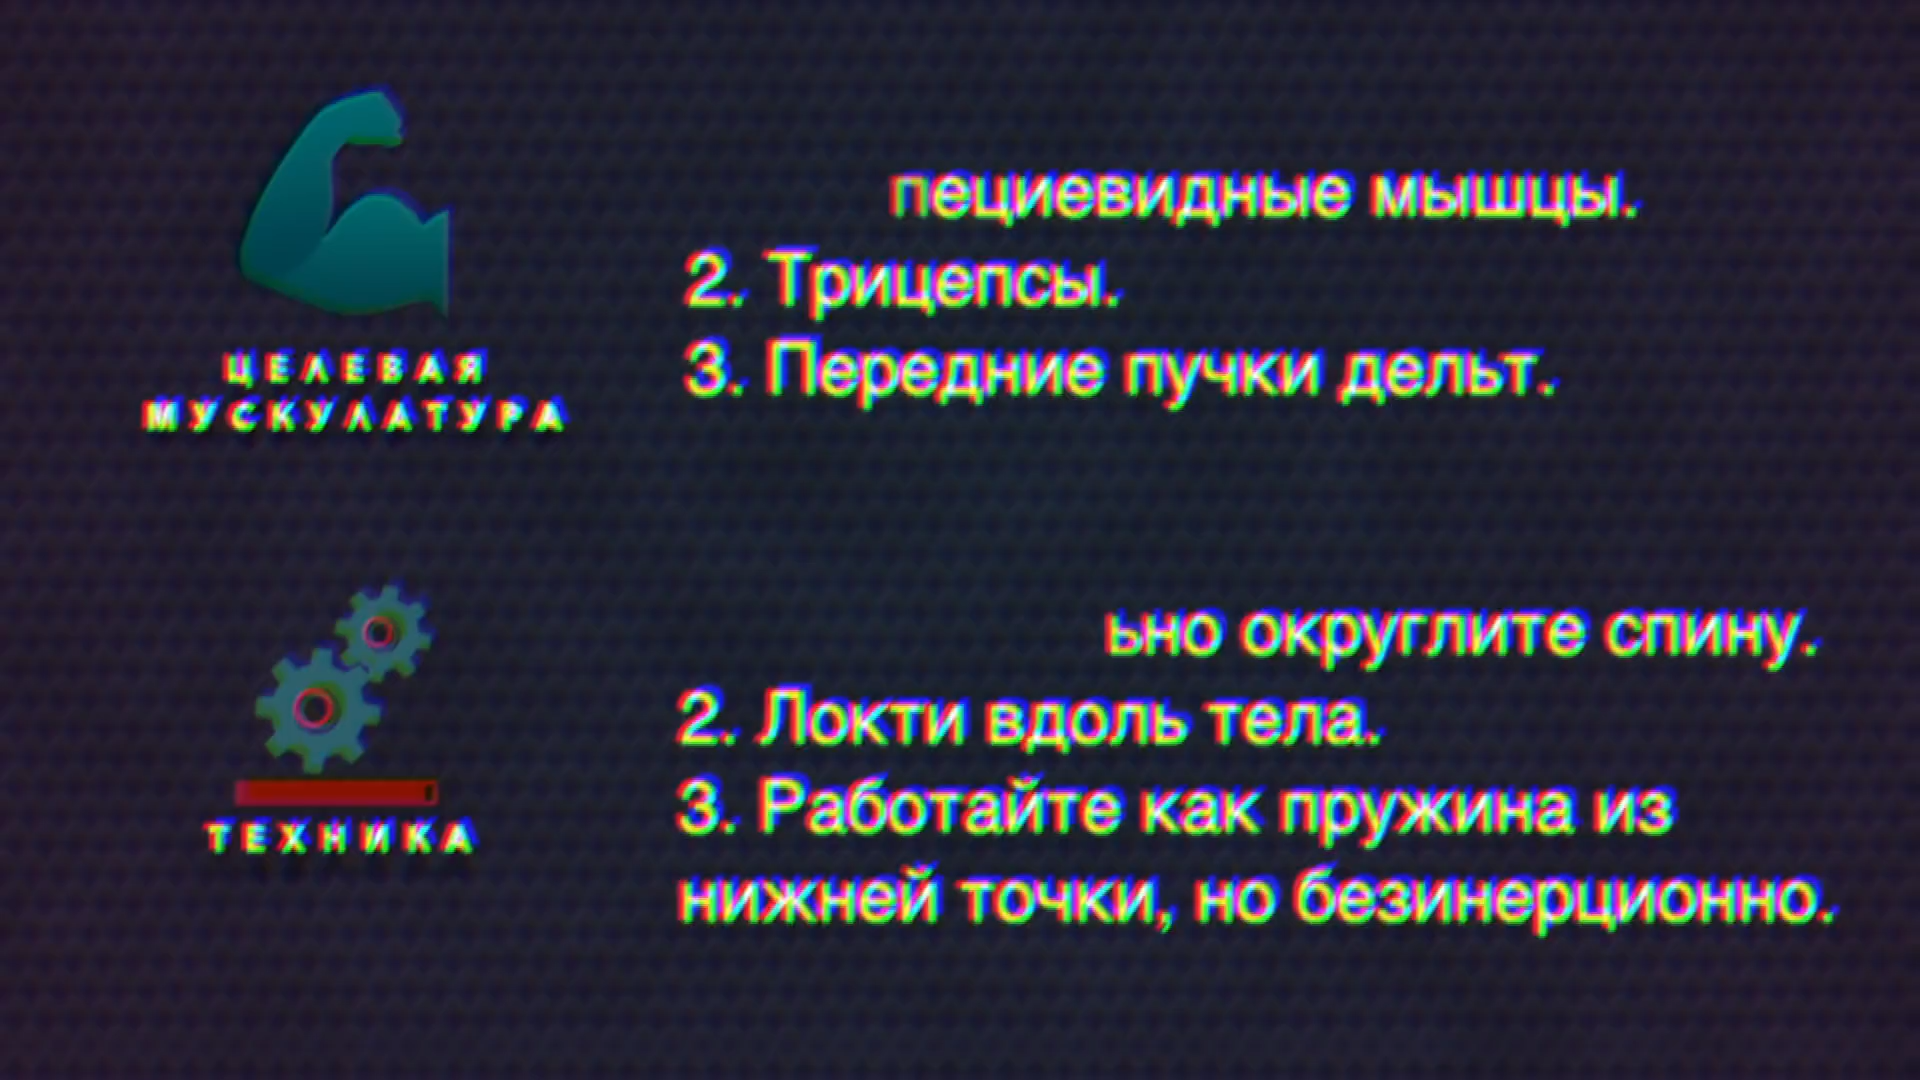 пециевидные мышцы.
2. Трицепсы.
3. Передние пучки дельт.
ЦЕЛЕВАЯ
МУСКУЛАТУРА
ьно округлите спину.
2. Локти вдоль тела.
3. Работайте как пружина из
нижней точки, но безинерционно.
ТЕХНИКА